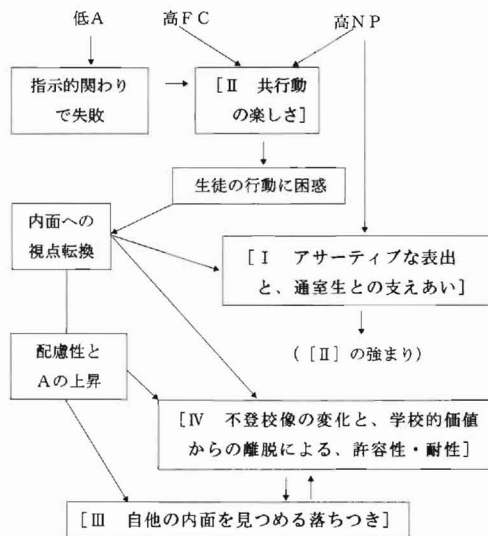 低A
高FC
高NP
指示的関わり
で失敗
[Ⅱ 共行動
の楽しさ]
生徒の行動に困惑
内面への
視点転換
[Ⅰ アサーティブな表出
と、通室生との支えあい]
([Ⅱ]の強まり)
配慮性と
Aの上昇
[Ⅳ 不登校像の変化と、学校的価値
からの離脱による、許容性・耐性]
[Ⅲ 自他の内面を見つめる落ちつき]